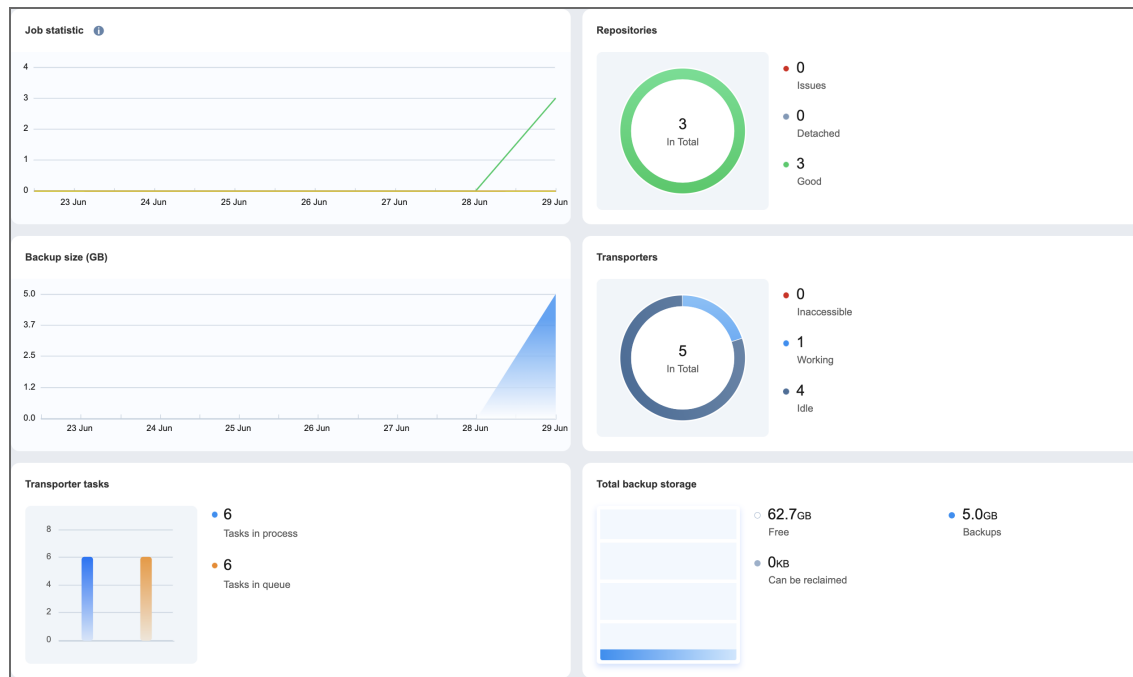 Job statistic
4
3
2
1
0
23 Jun 24 Jun 25 Jun 26 Jun 27 Jun 28 Jun 29 Jun
Repositories
3
In Total
0
Issues
0
Detached
3
Good
Backup size (GB)
5.0
3.7
2.5
1.2
0.0
23 Jun 24 Jun 25 Jun 26 Jun 27 Jun 28 Jun 29 Jun
Transporters
5
In Total
0
Inaccessible
1
Working
4
Idle
Transporter tasks
8
6
4
2
0
6
Tasks in process
6
Tasks in queue
Total backup storage
62.7GB
Free
5.0GB
Backups
0KB
Can be reclaimed